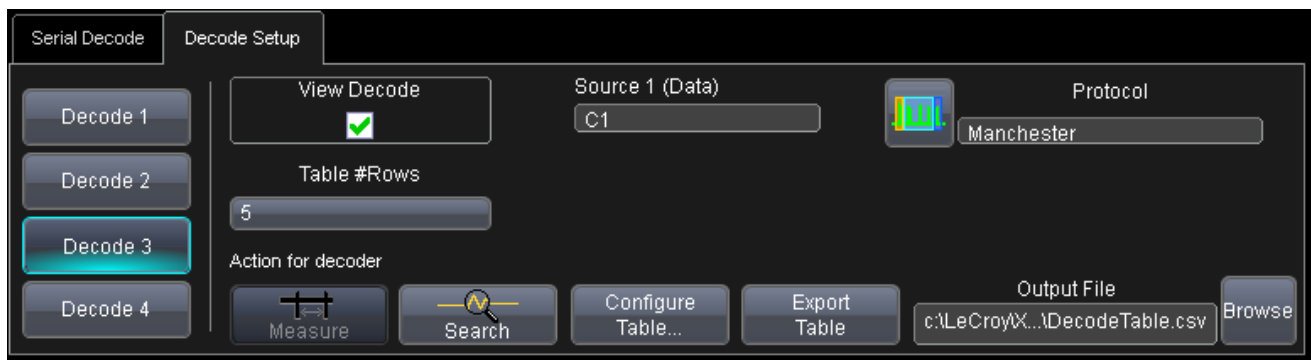 Serial Decode
Decode Setup
Decode 1
Decode 2
Decode 3
Decode 4
View Decode
Source 1 (Data)
C1
Protocol
Manchester
Table #Rows
5
Action for decoder
Measure
Search
Configure
Table...
Export
Table
Output File
c:\LeCroy\X...\DecodeTable.csv
Browse